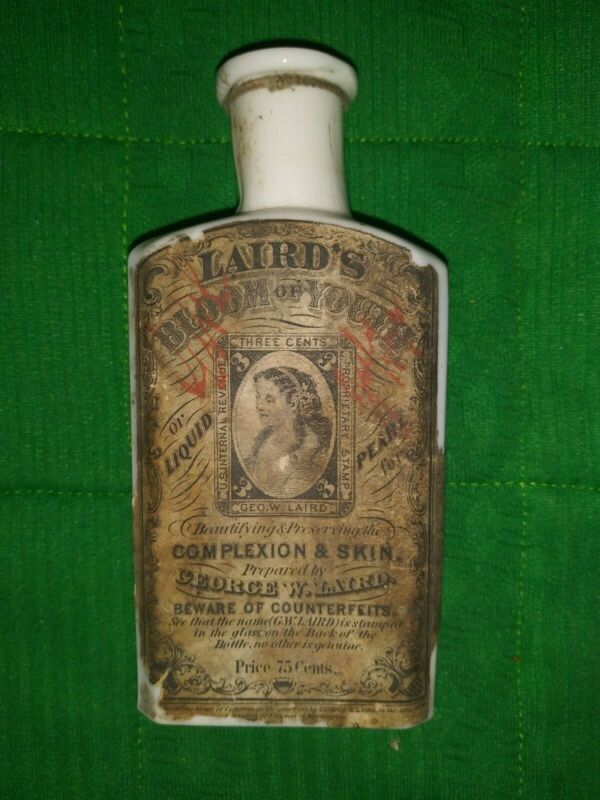 LAIRD'S
BLOOM OF YOUTH
or
LIQUID
PEARL
for
THREE CENTS
3 3
U.S. INTERNAL REVENUE
PROPRIETARY STAMP
GEO. W. LAIRD
Beautifying & Preserving the
COMPLEXION & SKIN.
Prepared by
GEORGE W. LAIRD.
BEWARE OF COUNTERFEITS.
See that the name (G.W. LAIRD) is stamped
in the glass on the Back of the
Bottle, no other is genuine.
Price 75 Cents.